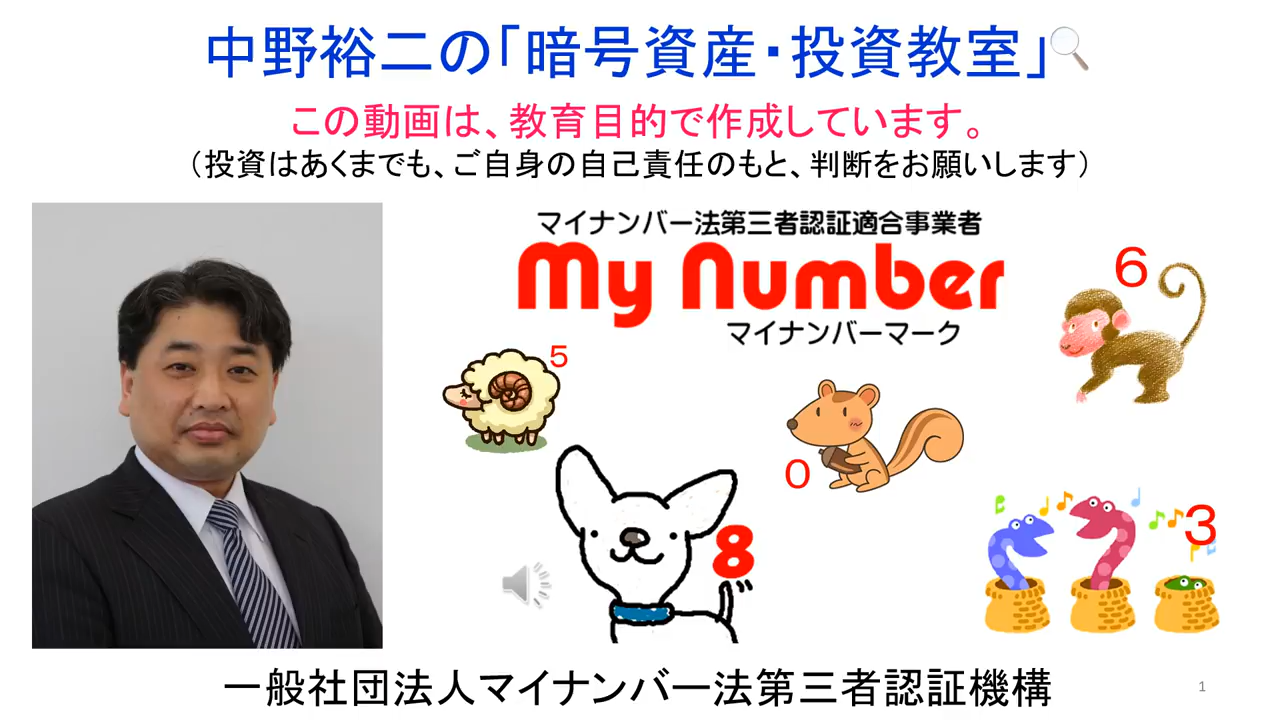 中野裕二の「暗号資産・投資教室」
この動画は、教育目的で作成しています。
（投資はあくまでも、ご自身の自己責任のもと、判断をお願いします）
マイナンバー法第三者認証適合事業者
My Number
マイナンバーマーク
6
5
0
3
8
一般社団法人マイナンバー法第三者認証機構
1